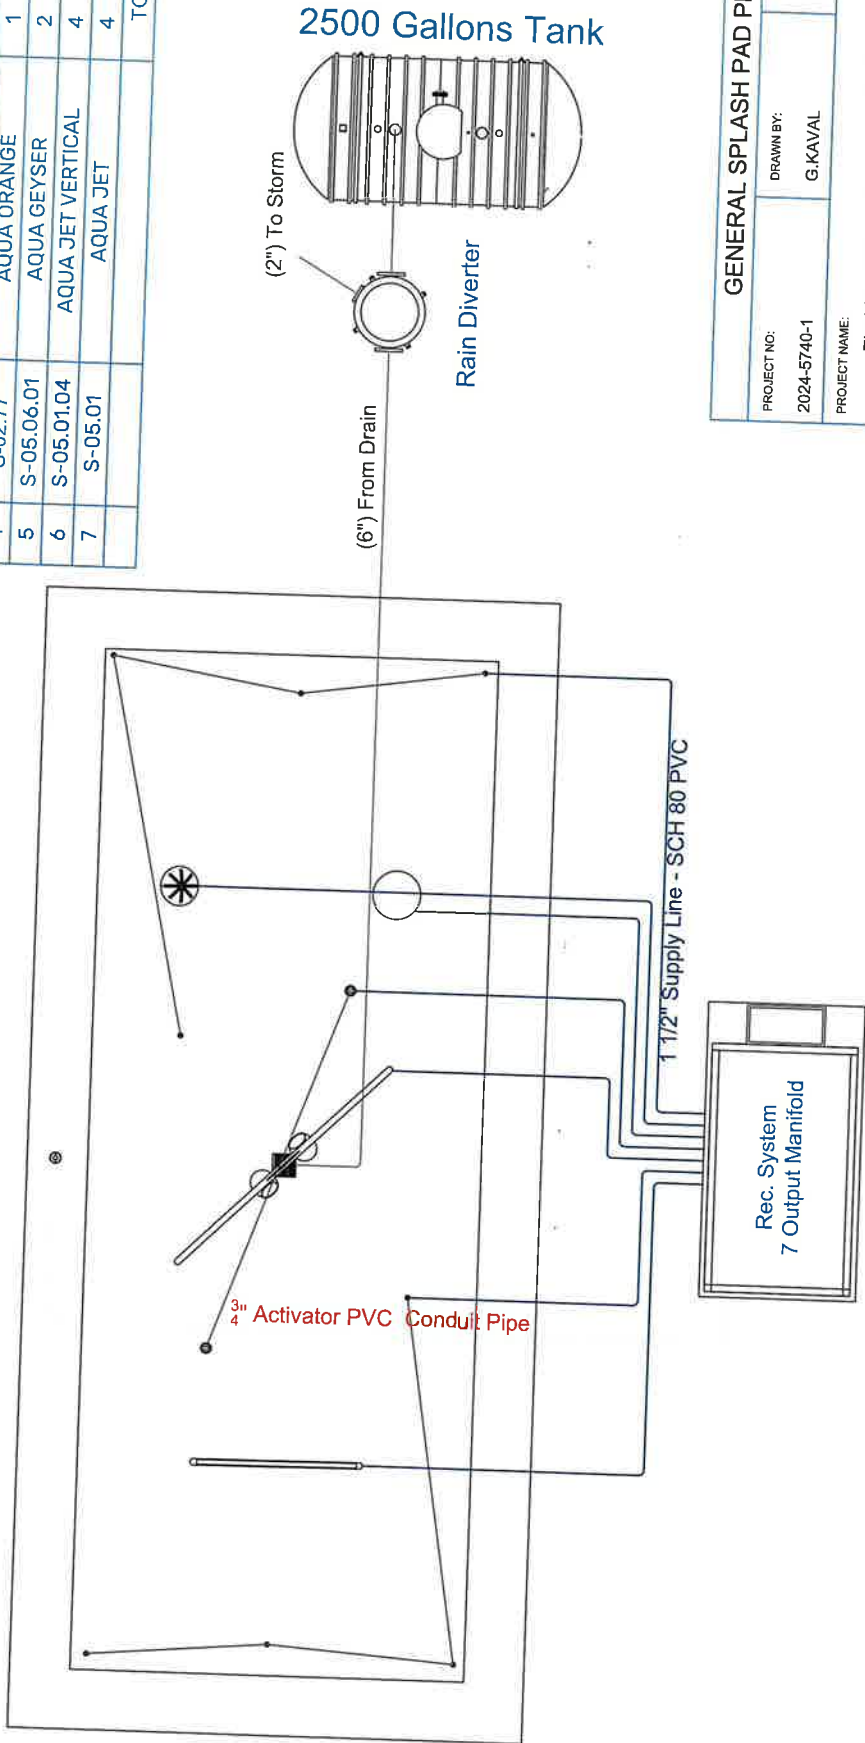 2500 Gallons Tank
AQUA ORANGE 1
5 S-05.06.01 AQUA GEYSER 2
6 S-05.01.04 AQUA JET VERTICAL 4
7 S-05.01 AQUA JET 4
(2") To Storm
Rain Diverter
(6") From Drain
GENERAL SPLASH PAD
PROJECT NO:
2024-5740-1
DRAWN BY:
G.KAVAL
PROJECT NAME:
1 1/2" Supply Line - SCH 80 PVC
3/4" Activator PVC Conduit Pipe
Rec. System
7 Output Manifold